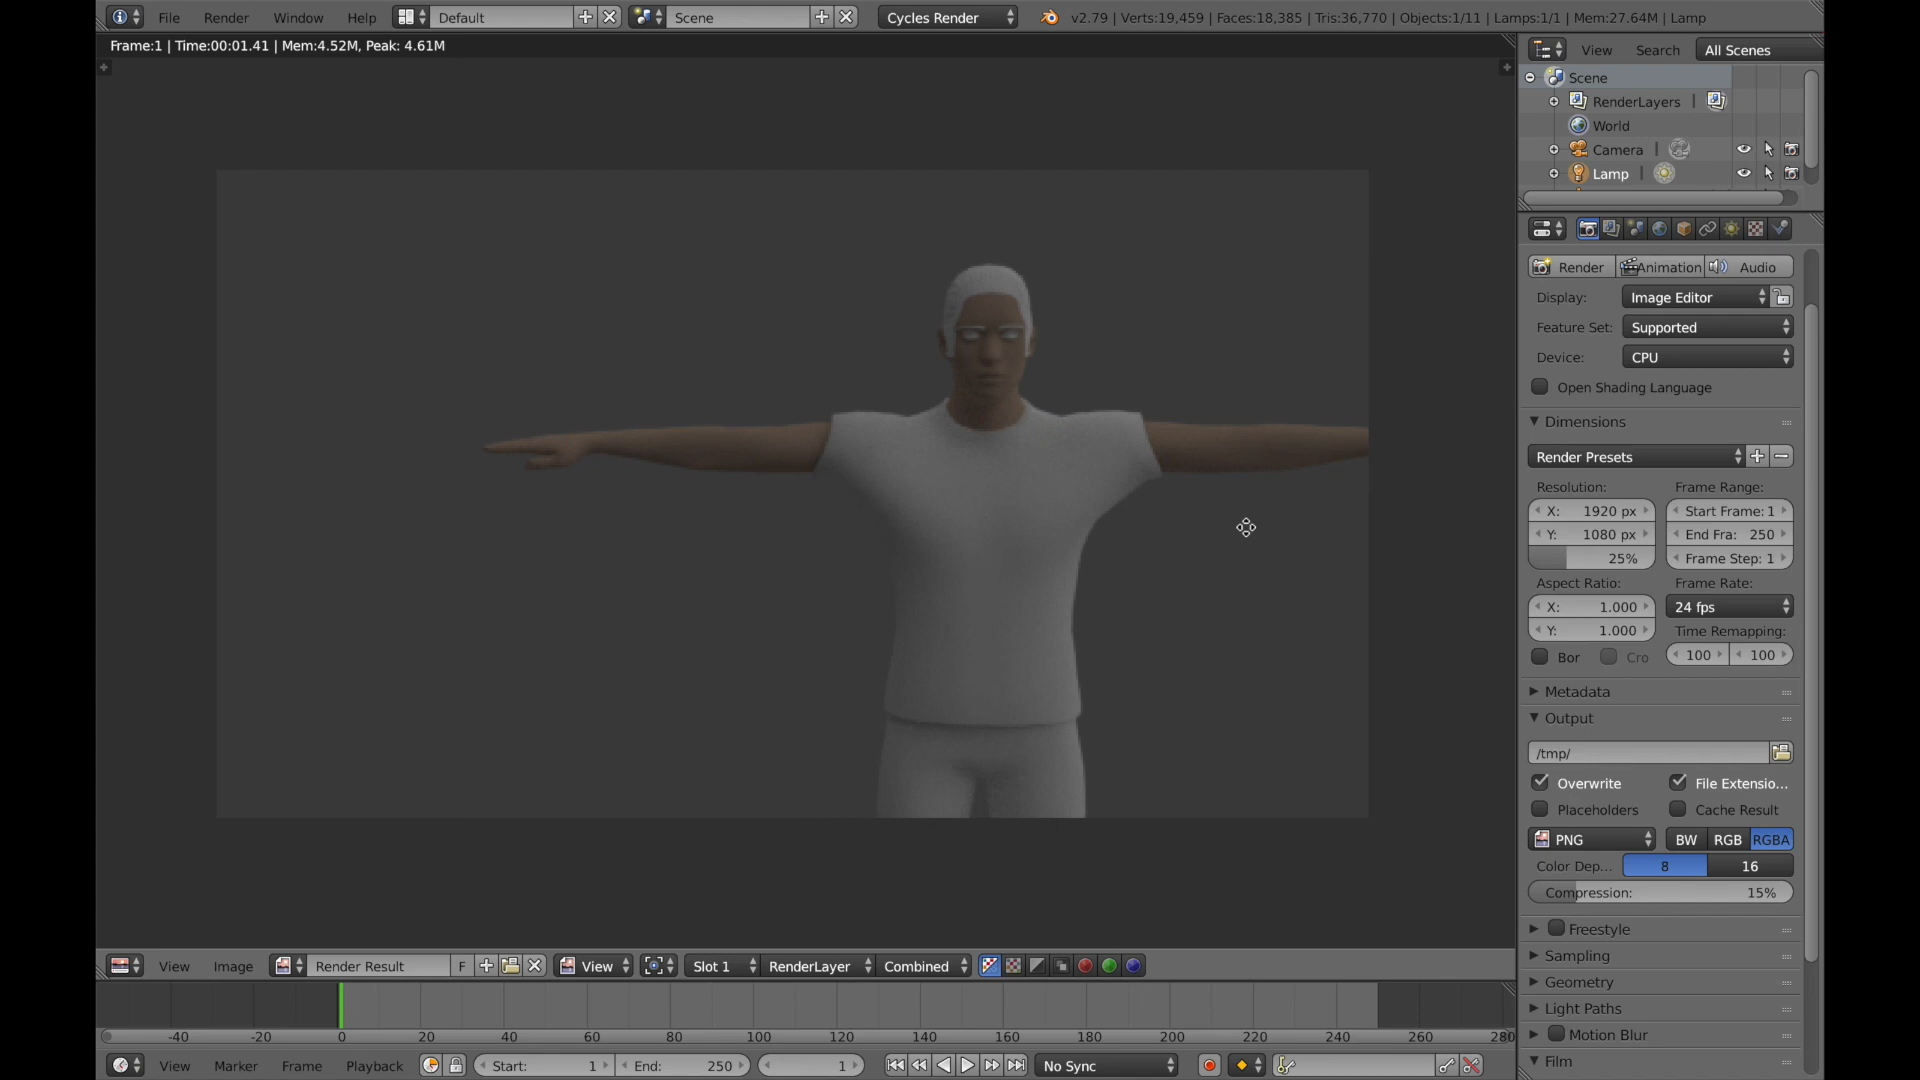 File Render Window Help Default Scene Cycles Render v2.79 | Verts:19,459 | Faces:18,385 | Tris:36,770 | Objects:1/11 | Lamps:1/1 | Mem:27.64M | Lamp
Frame:1 | Time:00:01.41 | Mem:4.52M, Peak: 4.61M
View Search All Scenes
Scene
RenderLayers |
World
Camera |
Lamp |
Render Animation Audio
Display: Image Editor
Feature Set: Supported
Device: CPU
Open Shading Language
Dimensions
Render Presets
Resolution: Frame Range:
X: 1920 px Start Frame: 1
Y: 1080 px End Fra: 250
25% Frame Step: 1
Aspect Ratio: Frame Rate:
X: 1.000 24 fps
Y: 1.000 Time Remapping:
Bor Cro 100 100
Metadata
Output
/tmp/
Overwrite File Extensio...
Placeholders Cache Result
PNG BW RGB RGBA
Color Dep... 8 16
Compression: 15%
Freestyle
Sampling
Geometry
Light Paths
Motion Blur
Film
View Image Render Result F View Slot 1 RenderLayer Combined
-40 -20 0 20 40 60 80 100 120 140 160 180 200 220 240 260 280
View Marker Frame Playback Start: 1 End: 250 1 No Sync